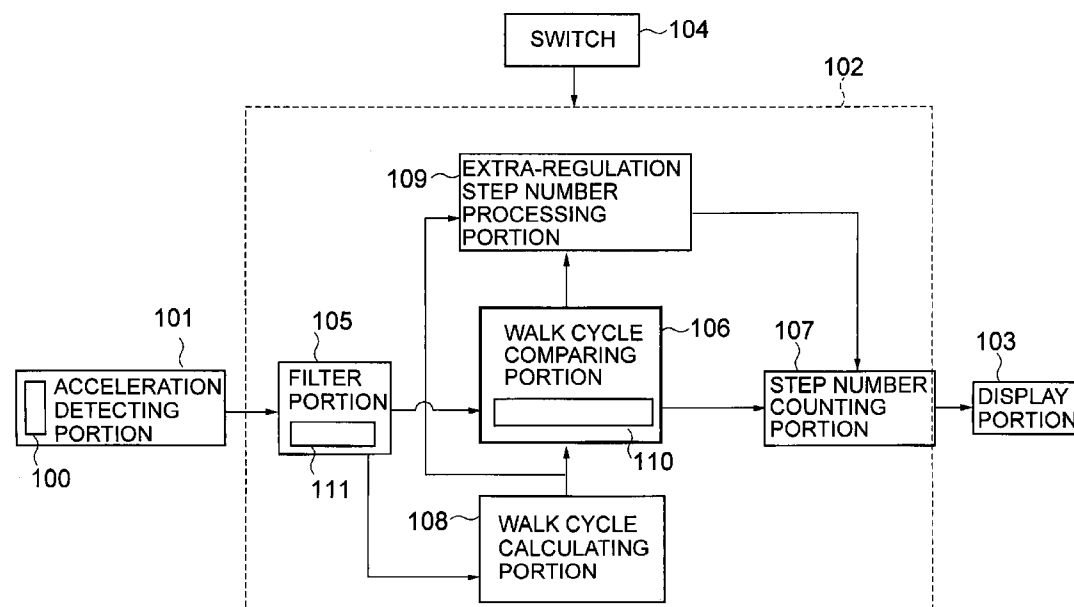 SWITCH
104
102
109
EXTRA-REGULATION
STEP NUMBER
PROCESSING
PORTION
101
ACCELERATION
DETECTING
PORTION
100
105
FILTER
PORTION
111
WALK CYCLE
COMPARING
PORTION
106
110
107
STEP NUMBER
COUNTING
PORTION
103
DISPLAY
PORTION
108
WALK CYCLE
CALCULATING
PORTION